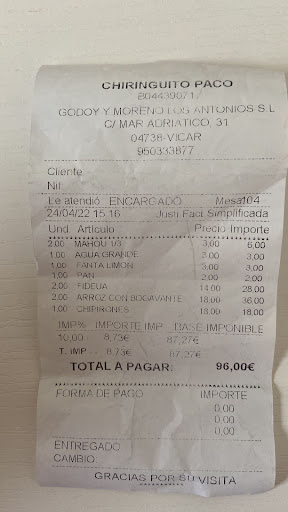 CHIRINGUITO PACO
B04439071
GODOY Y MORENO LOS ANTONIOS S.L
C/ MAR ADRIATICO, 31
04738-VICAR
950333877
Cliente
Nif
Le atendió ENCARGADO Mesa104
24/04/22 15:16 Justi Fact Simplificada
Und. Artículo Precio Importe
2,00 MAHOU 1/3 3,00 6,00
1,00 AGUA GRANDE 3,00 3,00
1,00 FANTA LIMON 3,00 3,00
1,00 PAN 2,00 2,00
2,00 FIDEUA 14,00 28,00
2,00 ARROZ CON BOGAVANTE 18,00 36,00
1,00 CHIPIRONES 18,00 18,00
IMP% IMPORTE IMP. BASE IMPONIBLE
10,00 8,73€ 87,27€
T. IMP 8,73€ 87,27€
TOTAL A PAGAR: 96,00€
FORMA DE PAGO IMPORTE
0,00
0,00
0,00
ENTREGADO
CAMBIO:
GRACIAS POR SU VISITA